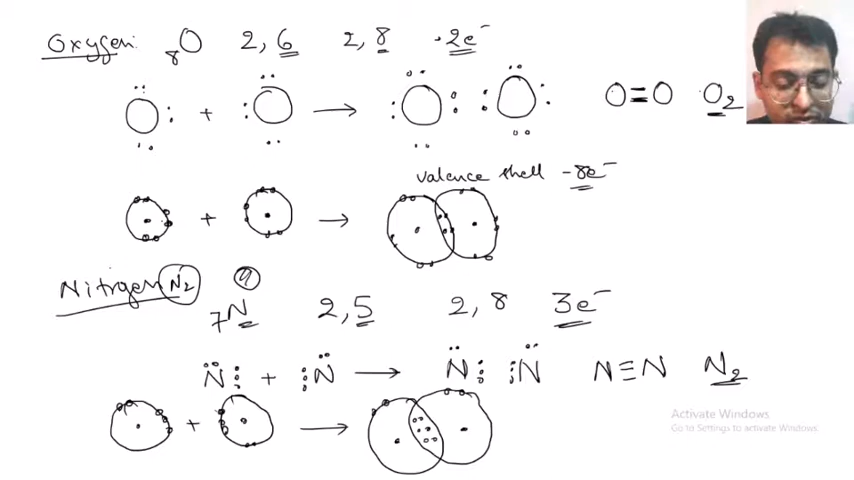 Oxygen: ₈O 2, 6 2, 8 2e⁻
O + O → O O O=O O₂
valence shell - 8e⁻
+ →
Nitrogen N₂
₇N 2, 5 2, 8 3e⁻
N + N → N N N≡N N₂
+ →
Activate Windows
Go to Settings to activate Windows.